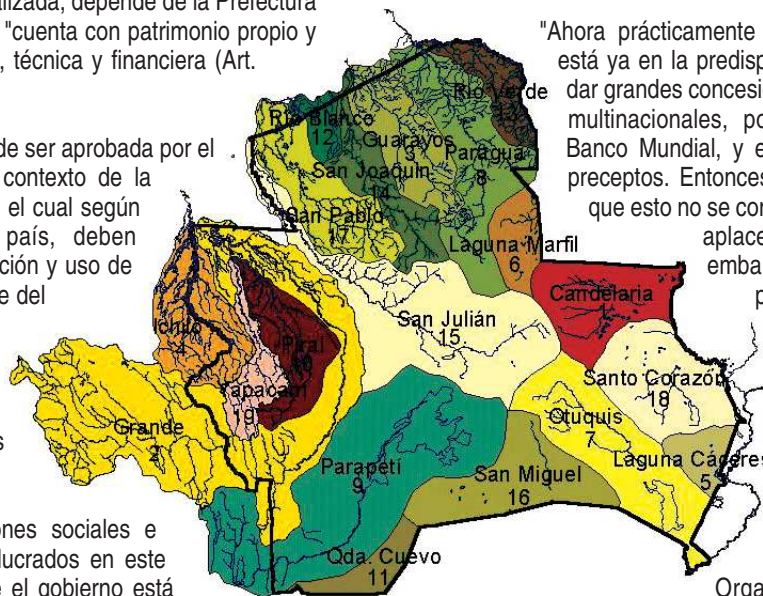 alizada, depende de la Prefectura
"cuenta con patrimonio propio y
, técnica y financiera (Art.
de ser aprobada por el
contexto de la
el cual según
país, deben
ción y uso de
e del
s
ones sociales e
lucrados en este
e el gobierno está
"Ahora prácticamente
está ya en la predisp
dar grandes concesi
multinacionales, po
Banco Mundial, y e
preceptos. Entonces
que esto no se con
aplace
emba
p
Orga
Río Verde
13
Río Blanco
12
Guarayos
3
Paraguá
8
San Joaquín
14
San Pablo
17
Laguna Marfil
6
Candelaria
1
San Julián
15
Ichilo
4
Piraí
10
Yapacaní
19
Grande
2
Santo Corazón
18
Otuquis
7
Laguna Cáceres
5
Parapetí
9
San Miguel
16
Qda. Cuevo
11